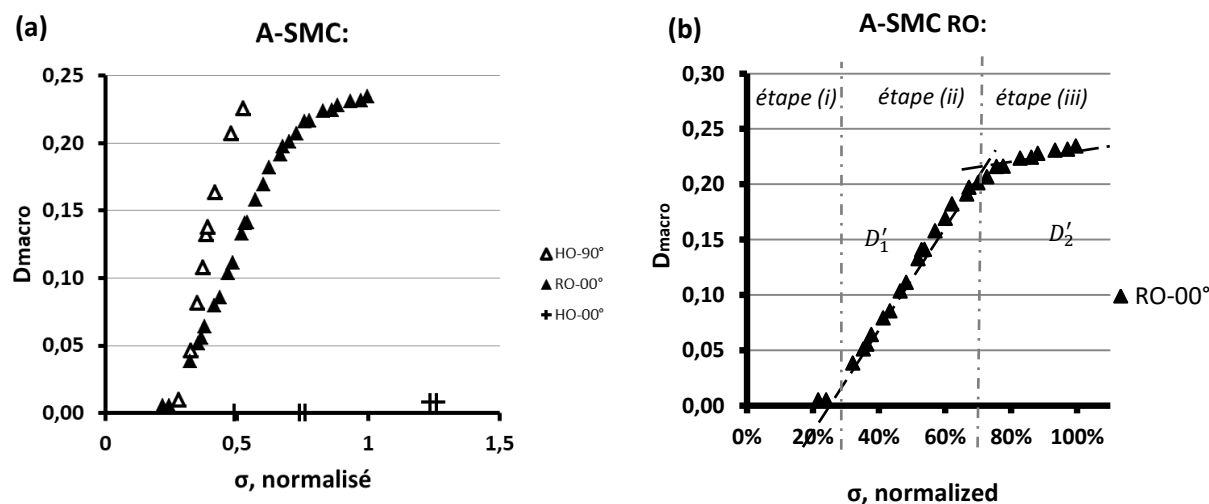 (a)
A-SMC:
0,25
0,20
0,15
0,10
0,05
0,00
Dmacro
0
0,5
1
1,5
σ, normalisé
HO-90°
RO-00°
HO-00°
(b)
A-SMC RO:
0,30
0,25
0,20
0,15
0,10
0,05
0,00
Dmacro
étape (i)
étape (ii)
étape (iii)
D′1
D′2
RO-00°
0%
20%
40%
60%
80%
100%
σ, normalized